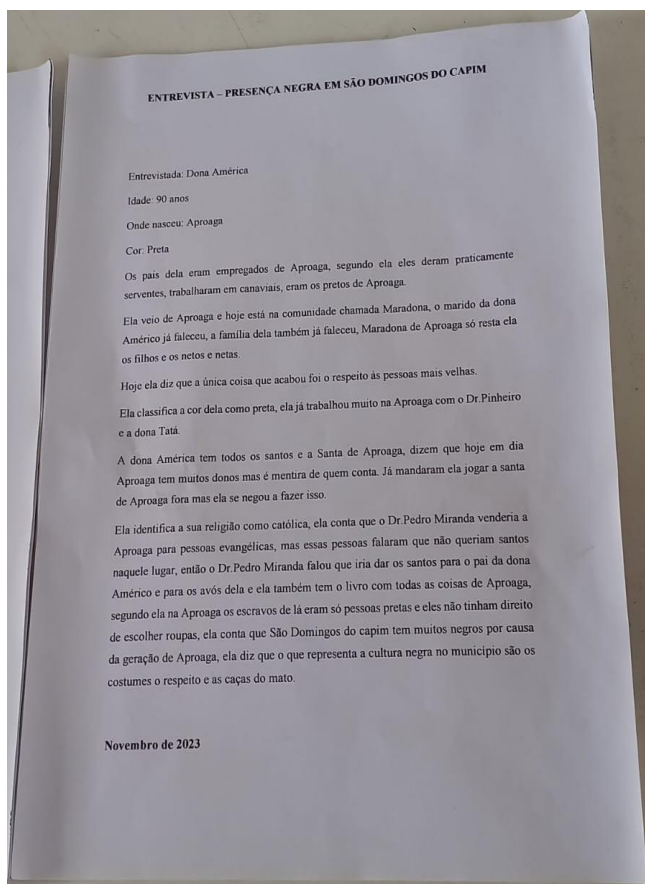 ENTREVISTA – PRESENÇA NEGRA EM SÃO DOMINGOS DO CAPIM
Entrevistada: Dona América
Idade: 90 anos
Onde nasceu: Aproaga
Cor: Preta
Os pais dela eram empregados de Aproaga, segundo ela eles deram praticamente
serventes, trabalharam em canaviais, eram os pretos de Aproaga.
Ela veio de Aproaga e hoje está na comunidade chamada Maradona, o marido da dona
Américo já faleceu, a família dela também já faleceu, Maradona de Aproaga só resta ela
os filhos e os netos e netas.
Hoje ela diz que a única coisa que acabou foi o respeito às pessoas mais velhas.
Ela classifica a cor dela como preta, ela já trabalhou muito na Aproaga com o Dr.Pinheiro
e a dona Tatá.
A dona América tem todos os santos e a Santa de Aproaga, dizem que hoje em dia
Aproaga tem muitos donos mas é mentira de quem conta. Já mandaram ela jogar a santa
de Aproaga fora mas ela se negou a fazer isso.
Ela identifica a sua religião como católica, ela conta que o Dr.Pedro Miranda venderia a
Aproaga para pessoas evangélicas, mas essas pessoas falaram que não queriam santos
naquele lugar, então o Dr.Pedro Miranda falou que iria dar os santos para o pai da dona
Américo e para os avós dela e ela também tem o livro com todas as coisas de Aproaga,
segundo ela na Aproaga os escravos de lá eram só pessoas pretas e eles não tinham direito
de escolher roupas, ela conta que São Domingos do capim tem muitos negros por causa
da geração de Aproaga, ela diz que o que representa a cultura negra no município são os
costumes o respeito e as caças do mato.
Novembro de 2023